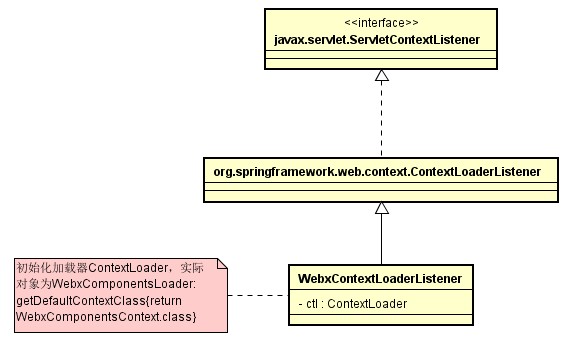 <<interface>>
javax.servlet.ServletContextListener
org.springframework.web.context.ContextLoaderListener
初始化加载器ContextLoader，实际
对象为WebxComponentsLoader:
getDefaultContextClass{return
WebxComponentsContext.class}
WebxContextLoaderListener
- ctl : ContextLoader